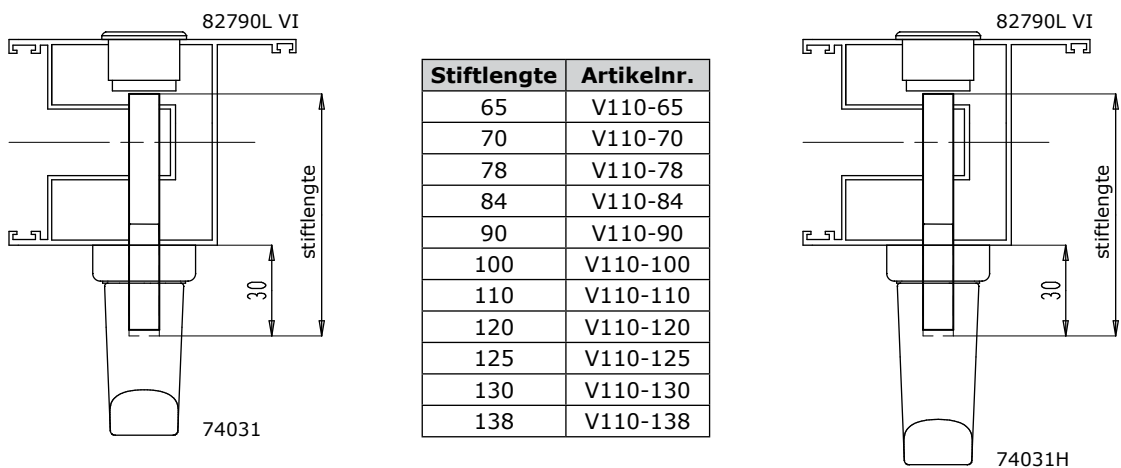 82790L VI
stiftlengte
30
74031
Stiftlengte Artikelnr.
65 V110-65
70 V110-70
78 V110-78
84 V110-84
90 V110-90
100 V110-100
110 V110-110
120 V110-120
125 V110-125
130 V110-130
138 V110-138
82790L VI
stiftlengte
30
74031H